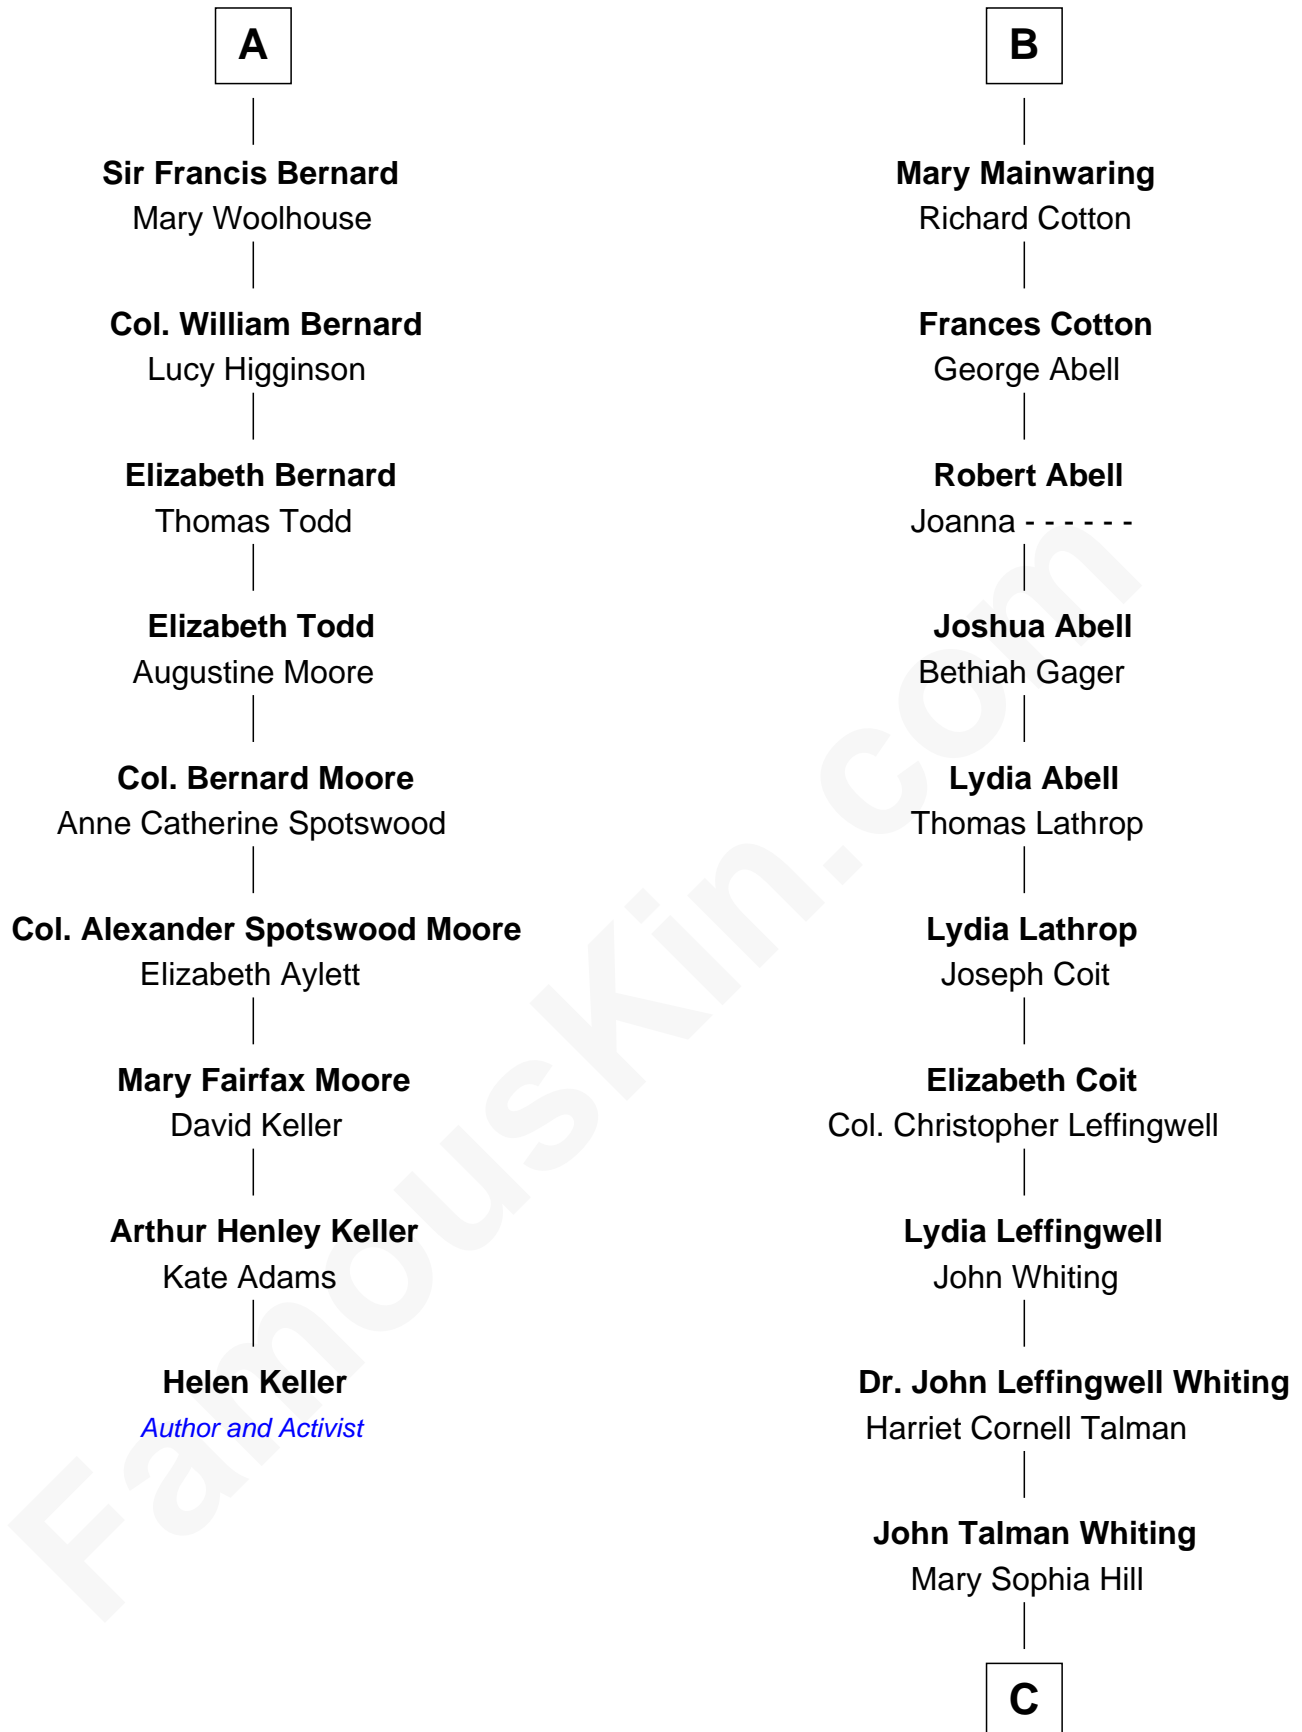 A
Sir Francis Bernard
Mary Woolhouse
Col. William Bernard
Lucy Higginson
Elizabeth Bernard
Thomas Todd
Elizabeth Todd
Augustine Moore
Col. Bernard Moore
Anne Catherine Spotswood
Col. Alexander Spotswood Moore
Elizabeth Aylett
Mary Fairfax Moore
David Keller
Arthur Henley Keller
Kate Adams
Helen Keller
Author and Activist
B
Mary Mainwaring
Richard Cotton
Frances Cotton
George Abell
Robert Abell
Joanna - - - - - -
Joshua Abell
Bethiah Gager
Lydia Abell
Thomas Lathrop
Lydia Lathrop
Joseph Coit
Elizabeth Coit
Col. Christopher Leffingwell
Lydia Leffingwell
John Whiting
Dr. John Leffingwell Whiting
Harriet Cornell Talman
John Talman Whiting
Mary Sophia Hill
C
FamousKin.com